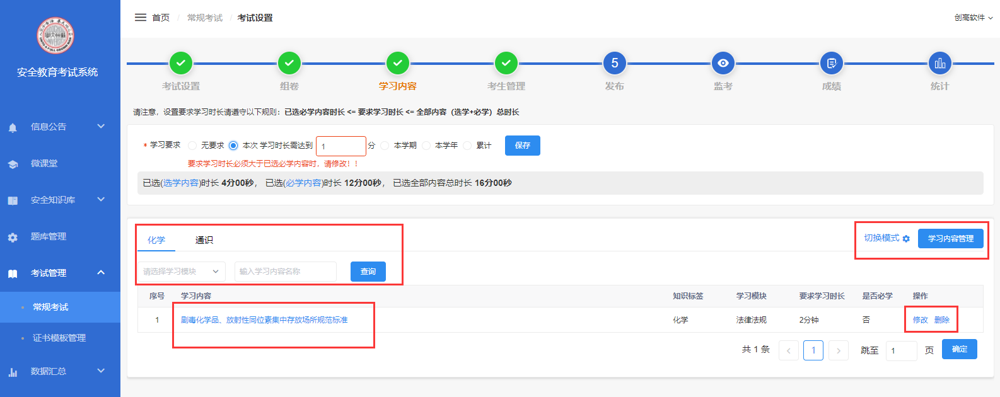 安全教育考试系统
信息公告
微课堂
安全知识库
题库管理
考试管理
常规考试
证书模板管理
数据汇总
首页 / 常规考试 / 考试设置
创高软件
5
考试设置 组卷 学习内容 考生管理 发布 监考 成绩 统计
请注意，设置要求学习时长请遵守以下规则：已选必学内容时长 <= 要求学习时长 <= 全部内容（选学+必学）总时长
* 学习要求 无要求 本次 学习时长需达到 1 分 本学期 本学年 累计 保存
要求学习时长必须大于已选必学内容时，请修改！！
已选(选学内容)时长 4分00秒， 已选(必学内容)时长 12分00秒， 已选全部内容总时长 16分00秒
化学 通识
切换模式 学习内容管理
请选择学习模块 输入学习内容名称 查询
序号 学习内容 知识标签 学习模块 要求学习时长 是否必学 操作
1 剧毒化学品、放射性同位素集中存放场所规范标准 化学 法律法规 2分钟 否 修改 删除
共 1 条 < 1 > 跳至 1 页 确定